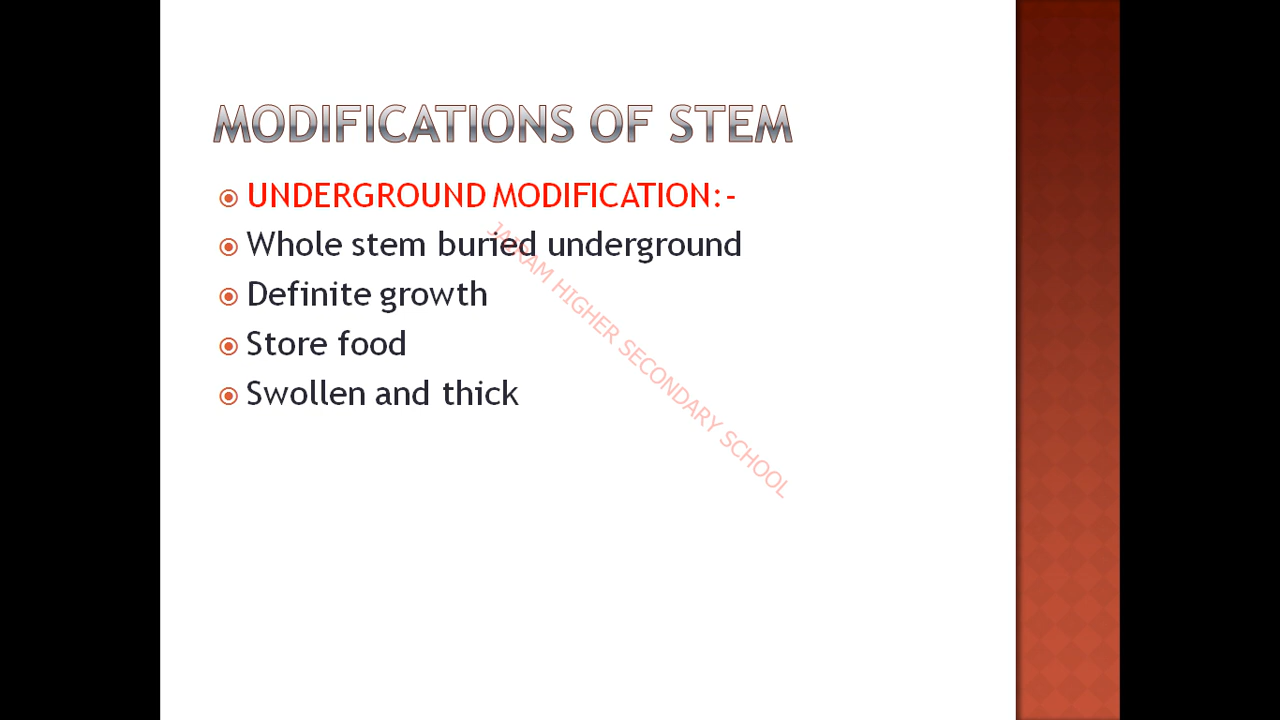 MODIFICATIONS OF STEM
UNDERGROUND MODIFICATION:-
Whole stem buried underground
Definite growth
Store food
Swollen and thick
HIGHER SECONDARY SCHOOL